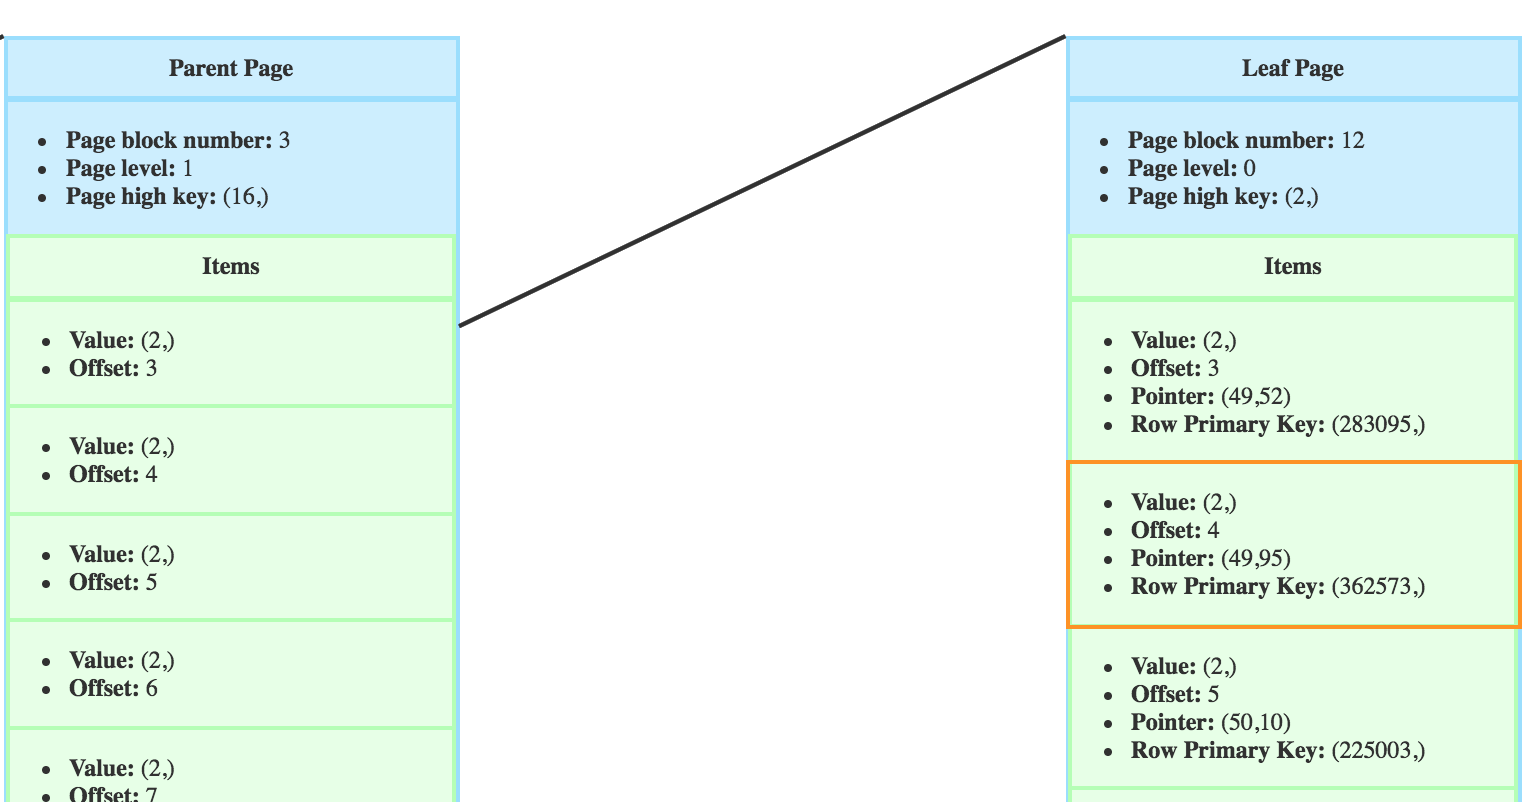 Parent Page
• Page block number: 3
• Page level: 1
• Page high key: (16,)
Items
• Value: (2,)
• Offset: 3
• Value: (2,)
• Offset: 4
• Value: (2,)
• Offset: 5
• Value: (2,)
• Offset: 6
• Value: (2,)
• Offset: 7
Leaf Page
• Page block number: 12
• Page level: 0
• Page high key: (2,)
Items
• Value: (2,)
• Offset: 3
• Pointer: (49,52)
• Row Primary Key: (283095,)
• Value: (2,)
• Offset: 4
• Pointer: (49,95)
• Row Primary Key: (362573,)
• Value: (2,)
• Offset: 5
• Pointer: (50,10)
• Row Primary Key: (225003,)